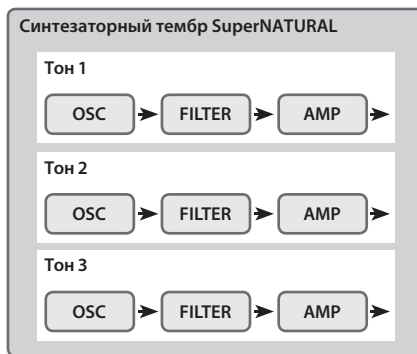 Синтезаторный тембр SuperNATURAL
Тон 1
OSC FILTER AMP
Тон 2
OSC FILTER AMP
Тон 3
OSC FILTER AMP